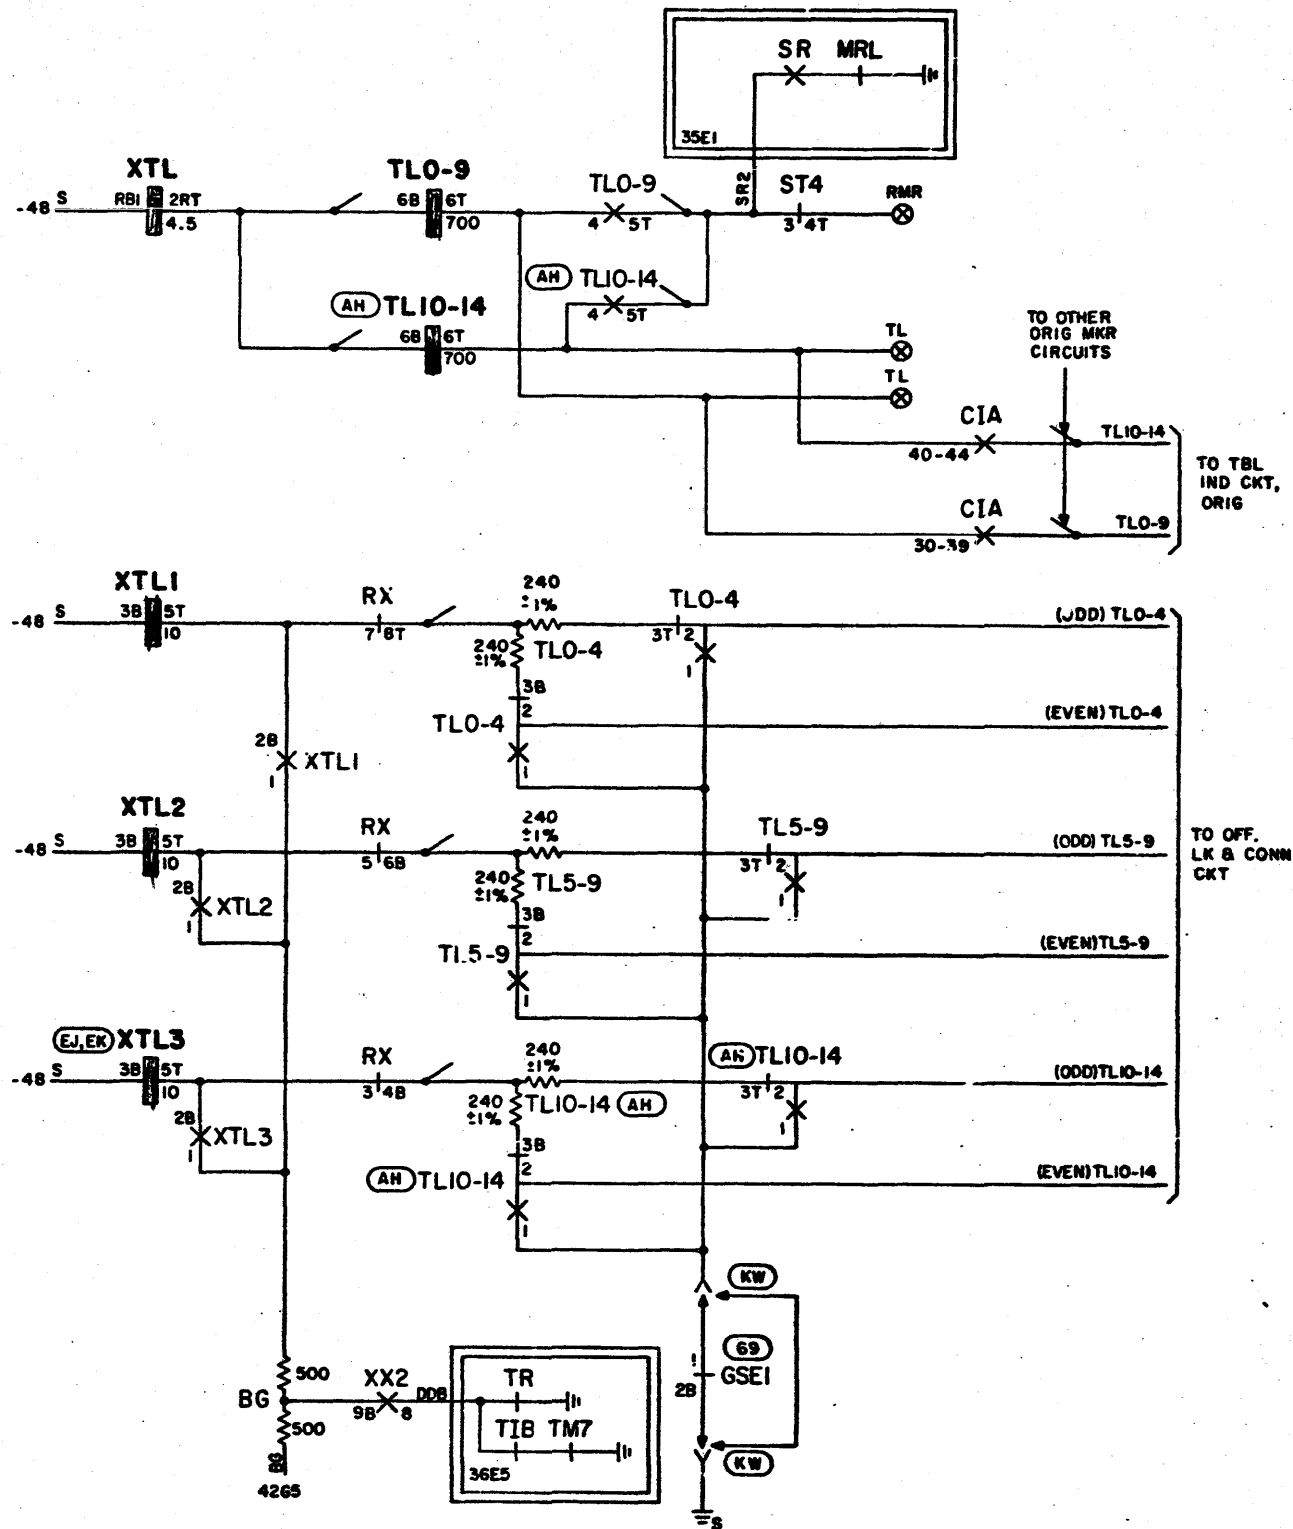 SR MRL
35E1
XTL
TL0-9
TL0-9
SR2
ST4
RMR
-48 S
RB1 2RT
4.5
6B 6T
700
4 5T
3 4T
AH TL10-14
AH TL10-14
4 5T
6B 6T
700
TL
TL
TO OTHER
ORIG MKR
CIRCUITS
CIA
40-44
TL10-14
CIA
30-39
TL0-9
TO TBL
IND CKT,
ORIG
XTL1
-48 S
3B 5T
10
RX
7 8T
240
±1%
TL0-4
3T 2
1
(ODD) TL0-4
240
±1%
TL0-4
3B
2
TL0-4
1
(EVEN) TL0-4
2B
XTL1
1
XTL2
-48 S
3B 5T
10
RX
5 6B
240
±1%
TL5-9
3T 2
1
(ODD) TL5-9
TO OFF.
LK & CONN
CKT
2B
XTL2
1
240
±1%
TL5-9
3B
2
TL5-9
1
(EVEN) TL5-9
EJ,EK XTL3
-48 S
3B 5T
10
RX
3 4B
240
±1%
AH TL10-14
3T 2
1
(ODD) TL10-14
2B
XTL3
1
240
±1%
TL10-14 AH
3B
2
AH TL10-14
1
(EVEN) TL10-14
KW
69
1
GSE1
2B
KW
S
500
BG
XX2
9B 8
DDB
TR
T1B TM7
36E5
500
BG
4265